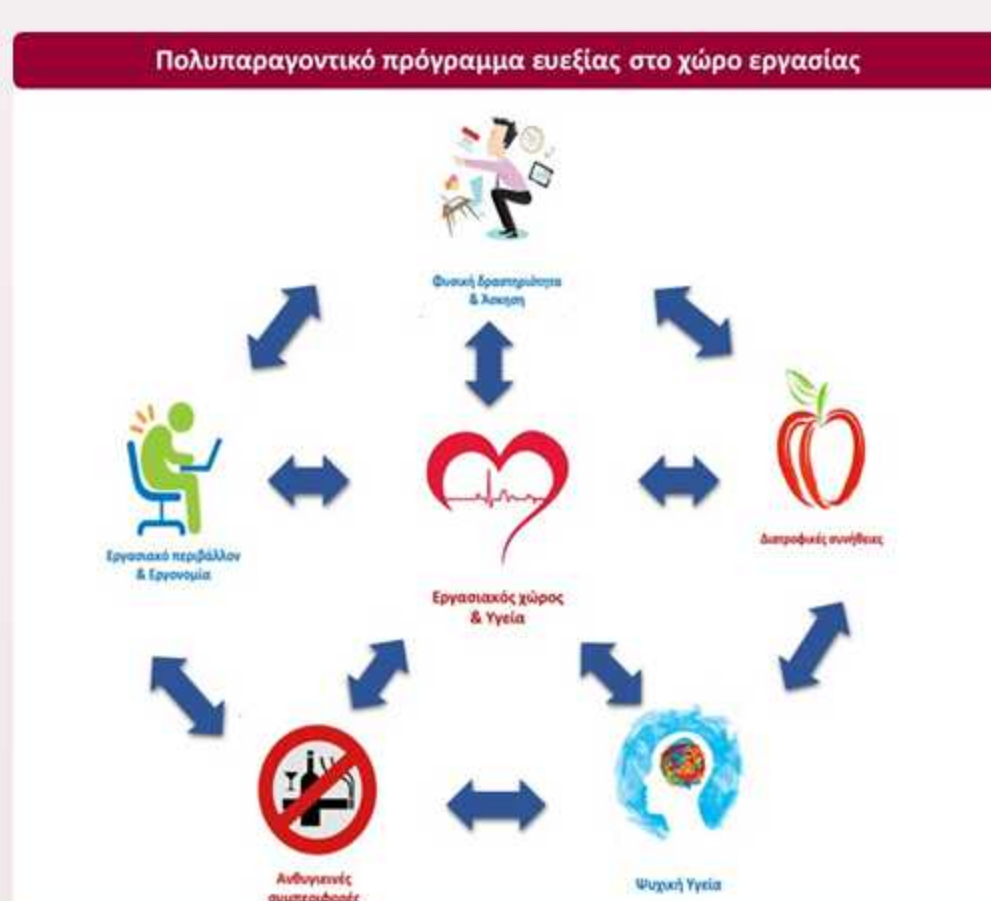 Πολυπαραγοντικό πρόγραμμα ευεξίας στο χώρο εργασίας
Φυσική δραστηριότητα
& Άσκηση
Εργασιακό περιβάλλον
& Εργονομία
Διατροφικές συνήθειες
Εργασιακός χώρος
& Υγεία
Ανθυγιεινές
συμπεριφορές
Ψυχική Υγεία